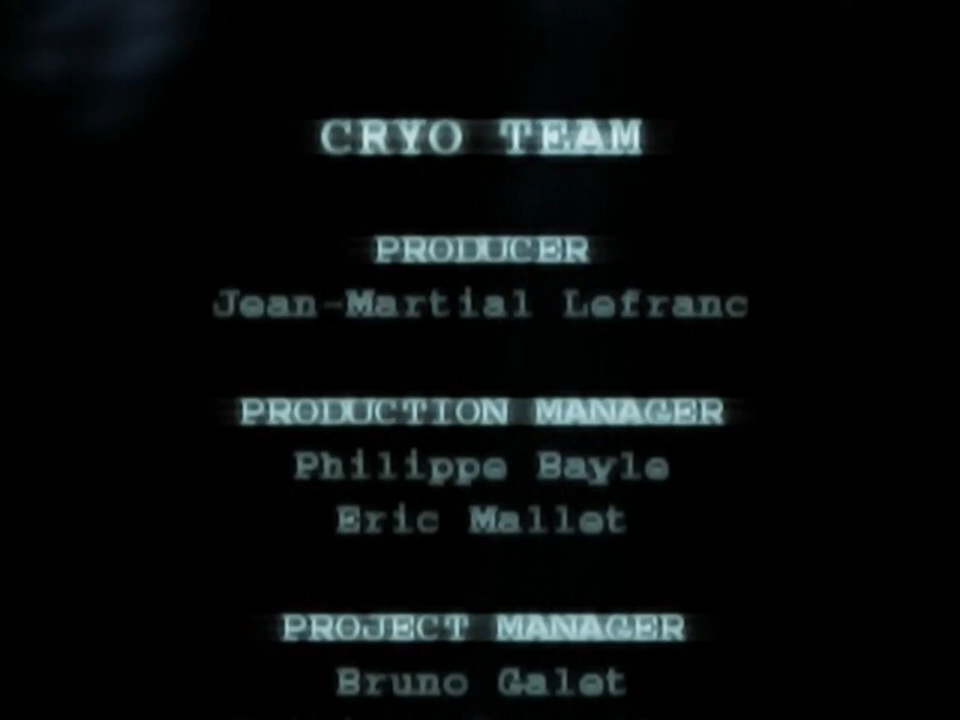 CRYO TEAM
PRODUCER
Jean-Martial Lefranc
PRODUCTION MANAGER
Philippe Bayle
Eric Mallet
PROJECT MANAGER
Bruno Galet